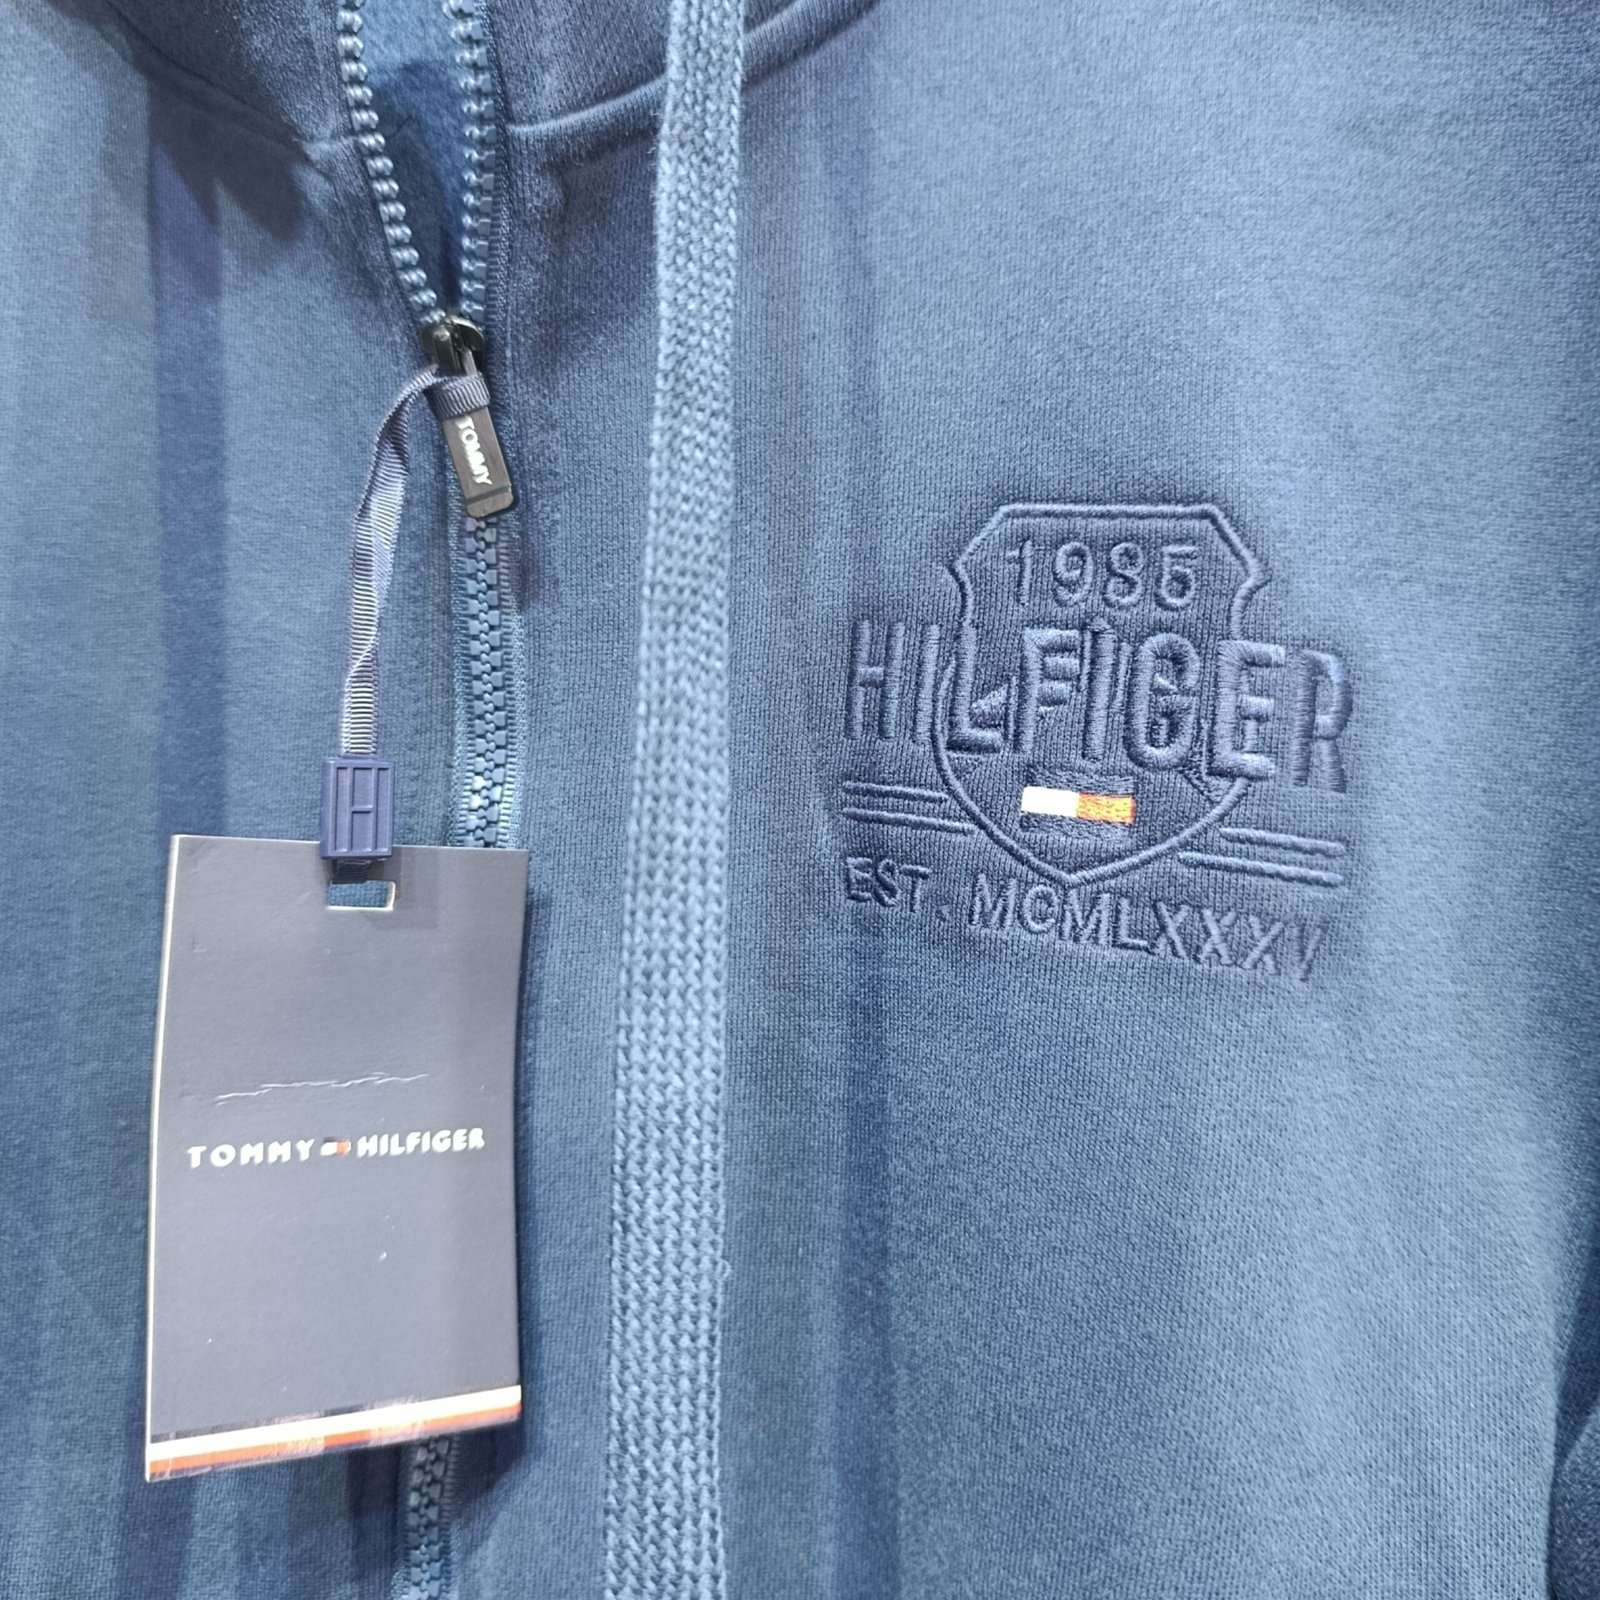 TOMMY
1985
HILFIGER
EST. MCMLXXXV
TOMMY HILFIGER